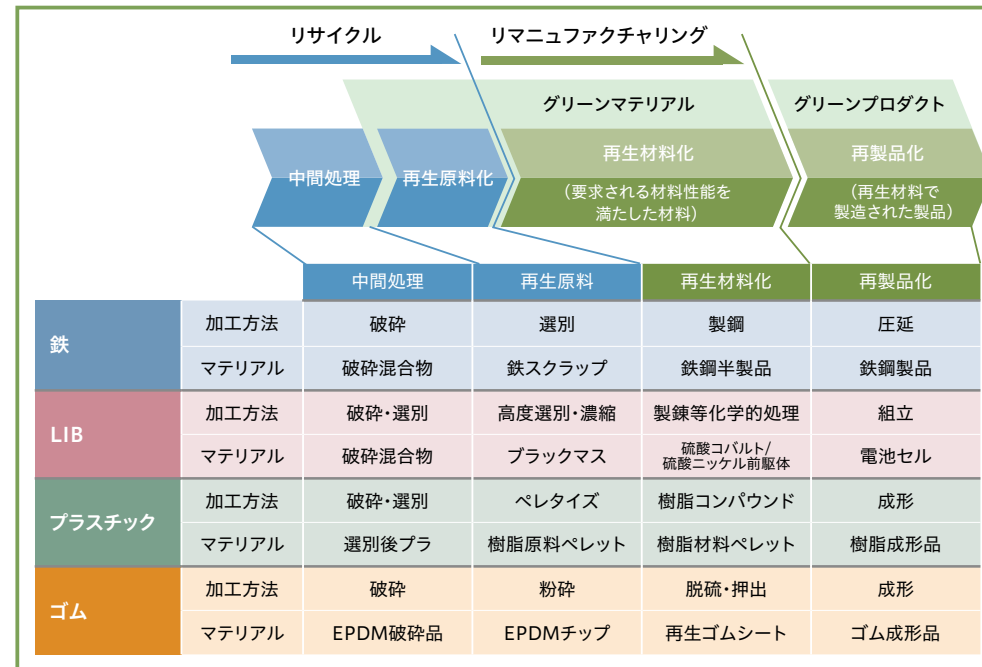 リサイクル
リマニュファクチャリング
グリーンマテリアル
グリーンプロダクト
中間処理
再生原料化
再生材料化
（要求される材料性能を
満たした材料）
再製品化
（再生材料で
製造された製品）
中間処理 再生原料 再生材料化 再製品化
鉄
加工方法 破砕 選別 製鋼 圧延
マテリアル 破砕混合物 鉄スクラップ 鉄鋼半製品 鉄鋼製品
LIB
加工方法 破砕・選別 高度選別・濃縮 製錬等化学的処理 組立
マテリアル 破砕混合物 ブラックマス 硫酸コバルト/
硫酸ニッケル前駆体 電池セル
プラスチック
加工方法 破砕・選別 ペレタイズ 樹脂コンパウンド 成形
マテリアル 選別後プラ 樹脂原料ペレット 樹脂材料ペレット 樹脂成形品
ゴム
加工方法 破砕 粉砕 脱硫・押出 成形
マテリアル EPDM破砕品 EPDMチップ 再生ゴムシート ゴム成形品